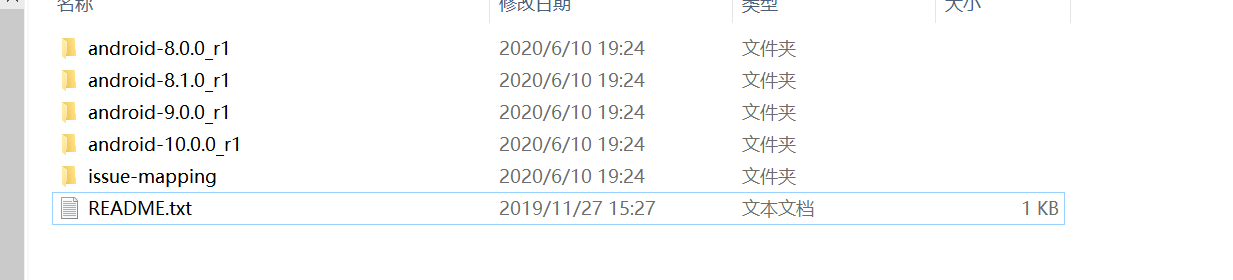 名称 修改日期 类型 大小
android-8.0.0_r1 2020/6/10 19:24 文件夹
android-8.1.0_r1 2020/6/10 19:24 文件夹
android-9.0.0_r1 2020/6/10 19:24 文件夹
android-10.0.0_r1 2020/6/10 19:24 文件夹
issue-mapping 2020/6/10 19:24 文件夹
README.txt 2019/11/27 15:27 文本文档 1 KB